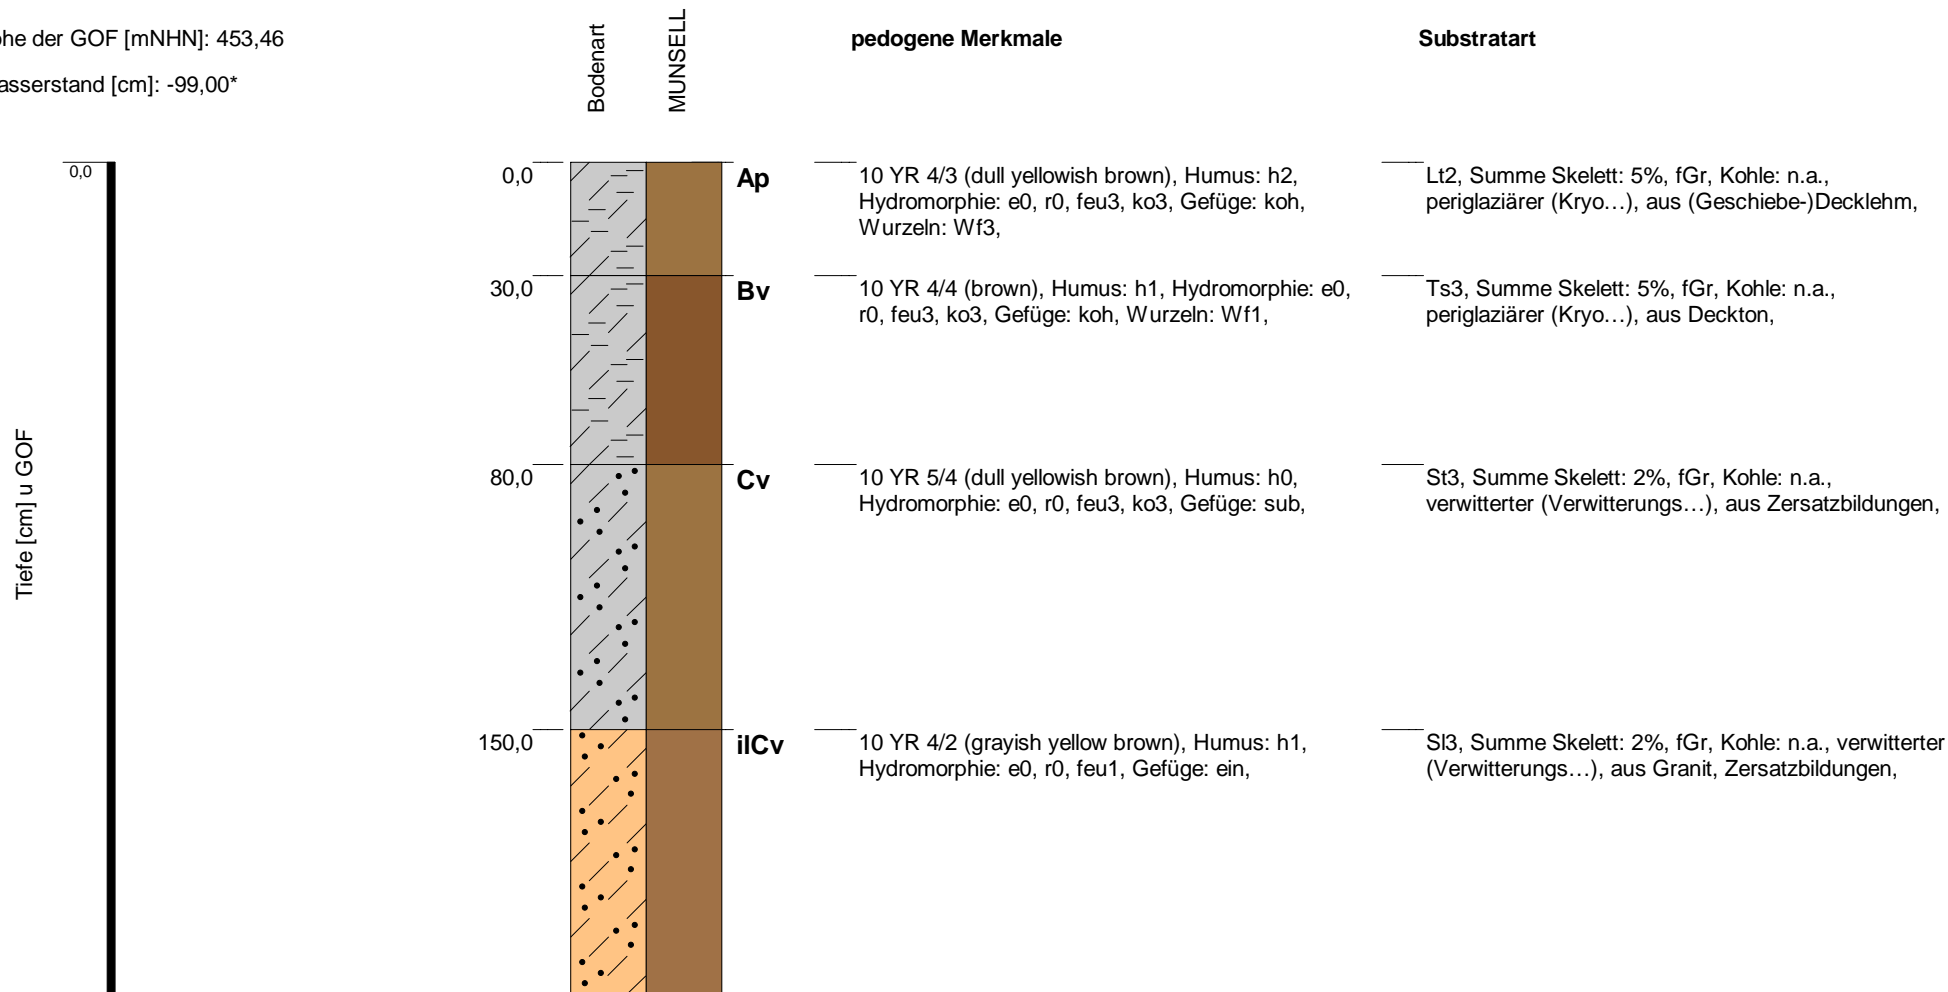 ohe der GOF [mNHN]: 453,46
asserstand [cm]: -99,00*
Bodenart
MUNSELL
pedogene Merkmale
Substratart
Tiefe [cm] u GOF
0,0
0,0
Ap
10 YR 4/3 (dull yellowish brown), Humus: h2,
Hydromorphie: e0, r0, feu3, ko3, Gefüge: koh,
Wurzeln: Wf3,
Lt2, Summe Skelett: 5%, fGr, Kohle: n.a.,
periglaziärer (Kryo…), aus (Geschiebe-)Decklehm,
30,0
Bv
10 YR 4/4 (brown), Humus: h1, Hydromorphie: e0,
r0, feu3, ko3, Gefüge: koh, Wurzeln: Wf1,
Ts3, Summe Skelett: 5%, fGr, Kohle: n.a.,
periglaziärer (Kryo…), aus Deckton,
80,0
Cv
10 YR 5/4 (dull yellowish brown), Humus: h0,
Hydromorphie: e0, r0, feu3, ko3, Gefüge: sub,
St3, Summe Skelett: 2%, fGr, Kohle: n.a.,
verwitterter (Verwitterungs…), aus Zersatzbildungen,
150,0
ilCv
10 YR 4/2 (grayish yellow brown), Humus: h1,
Hydromorphie: e0, r0, feu1, Gefüge: ein,
Sl3, Summe Skelett: 2%, fGr, Kohle: n.a., verwitterter
(Verwitterungs…), aus Granit, Zersatzbildungen,